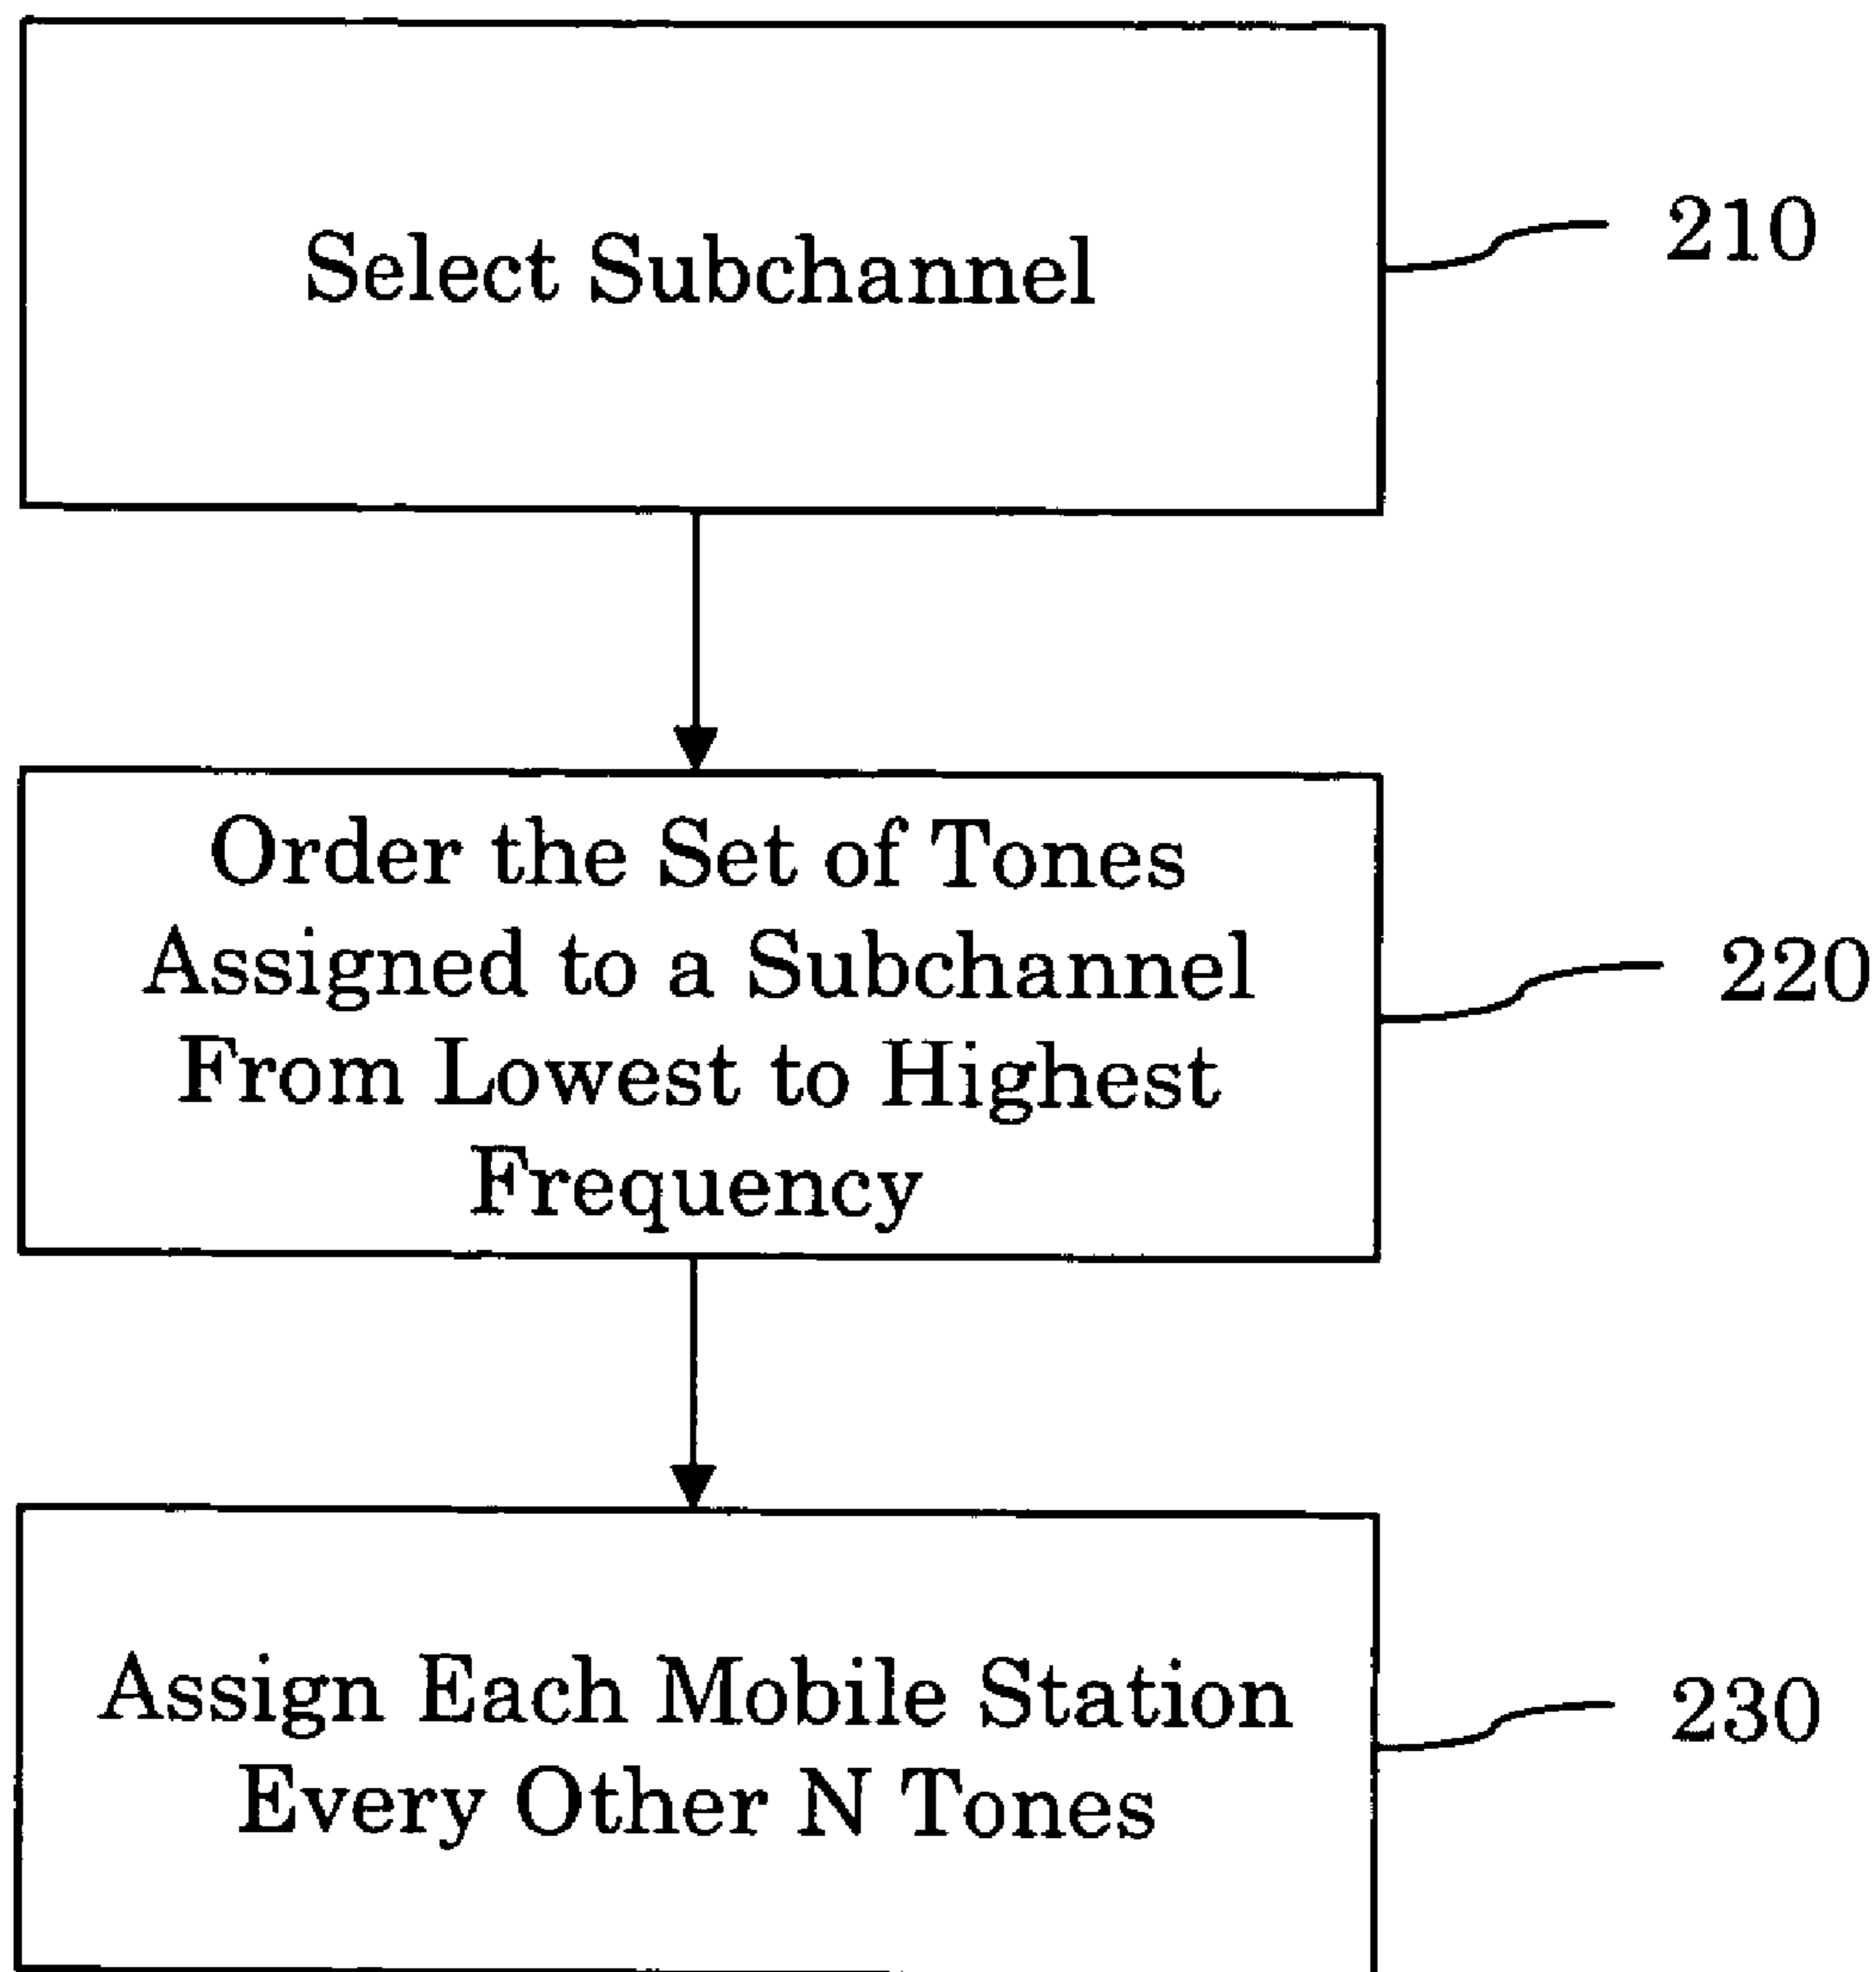 Select Subchannel
210
Order the Set of Tones
Assigned to a Subchannel
From Lowest to Highest
Frequency
220
Assign Each Mobile Station
Every Other N Tones
230